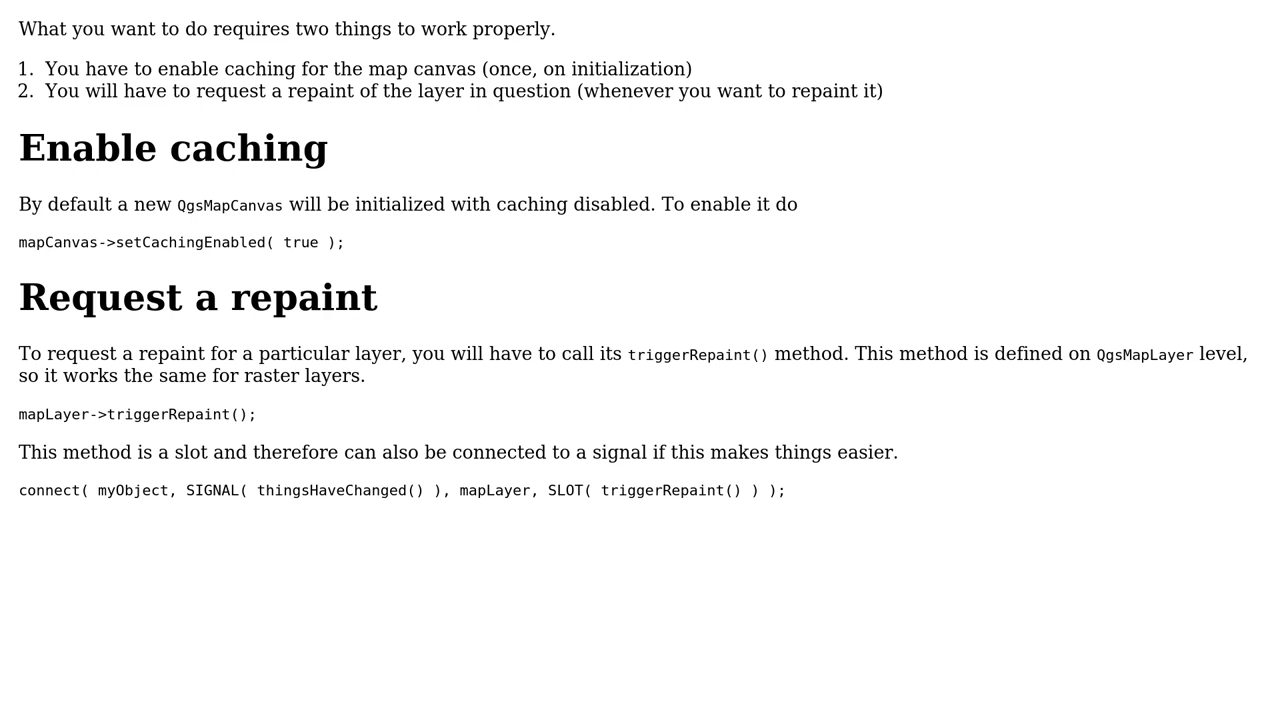 What you want to do requires two things to work properly.
1. You have to enable caching for the map canvas (once, on initialization)
2. You will have to request a repaint of the layer in question (whenever you want to repaint it)
Enable caching
By default a new QgsMapCanvas will be initialized with caching disabled. To enable it do
mapCanvas->setCachingEnabled( true );
Request a repaint
To request a repaint for a particular layer, you will have to call its triggerRepaint() method. This method is defined on QgsMapLayer level,
so it works the same for raster layers.
mapLayer->triggerRepaint();
This method is a slot and therefore can also be connected to a signal if this makes things easier.
connect( myObject, SIGNAL( thingsHaveChanged() ), mapLayer, SLOT( triggerRepaint() ) );